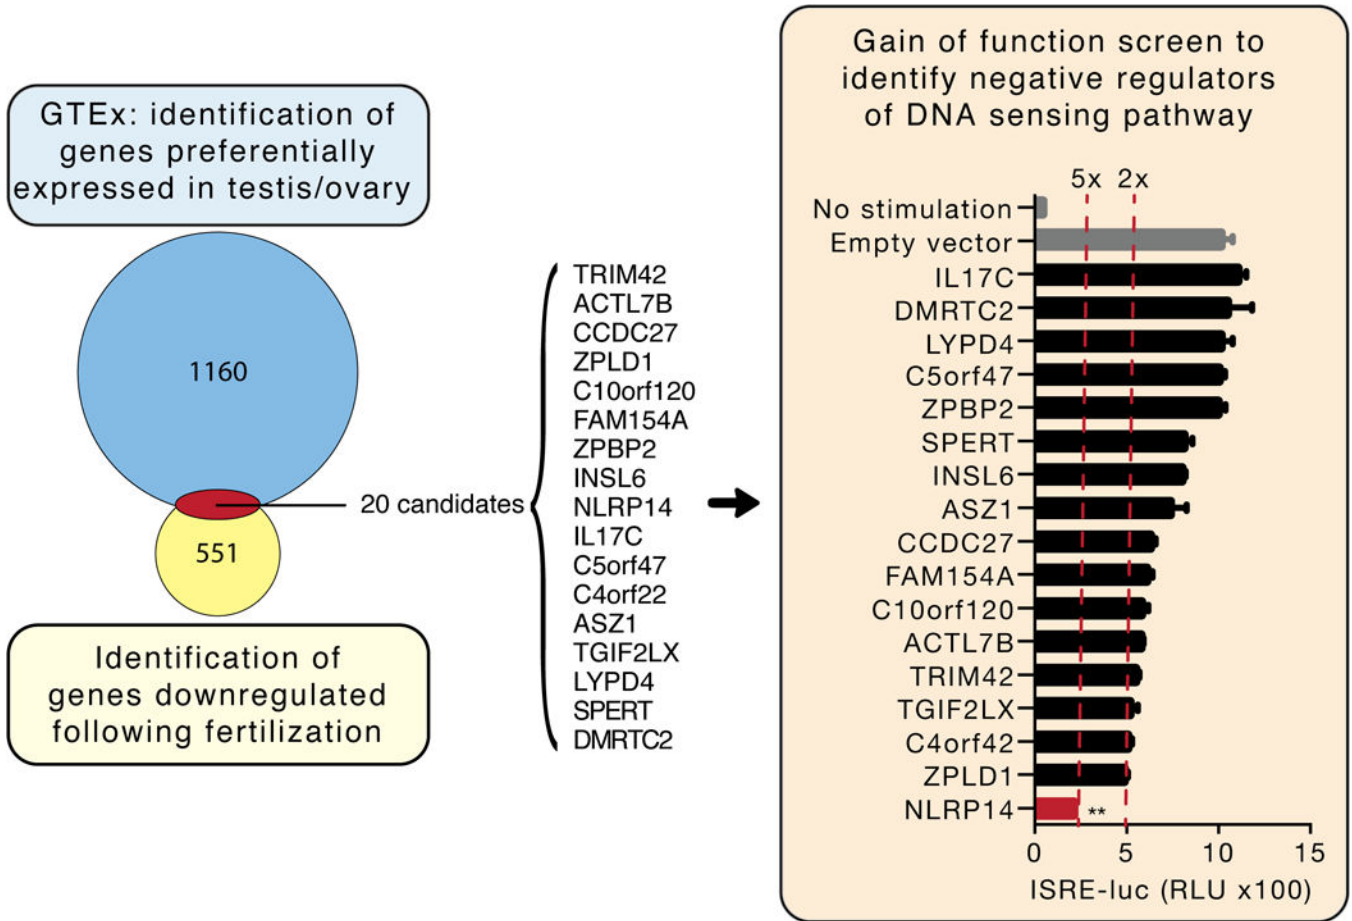 GTEx: identification of
genes preferentially
expressed in testis/ovary
1160
20 candidates
551
Identification of
genes downregulated
following fertilization
TRIM42
ACTL7B
CCDC27
ZPLD1
C10orf120
FAM154A
ZPBP2
INSL6
NLRP14
IL17C
C5orf47
C4orf22
ASZ1
TGIF2LX
LYPD4
SPERT
DMRTC2
Gain of function screen to
identify negative regulators
of DNA sensing pathway
5x 2x
No stimulation
Empty vector
IL17C
DMRTC2
LYPD4
C5orf47
ZPBP2
SPERT
INSL6
ASZ1
CCDC27
FAM154A
C10orf120
ACTL7B
TRIM42
TGIF2LX
C4orf42
ZPLD1
NLRP14 **
0 5 10 15
ISRE-luc (RLU x100)